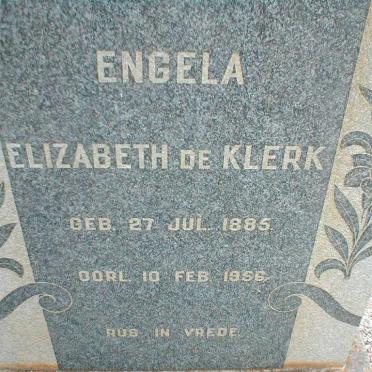 ENGELA
ELIZABETH DE KLERK
GEB. 27 JUL. 1885
OORL. 10 FEB. 1956
RUS IN VREDE